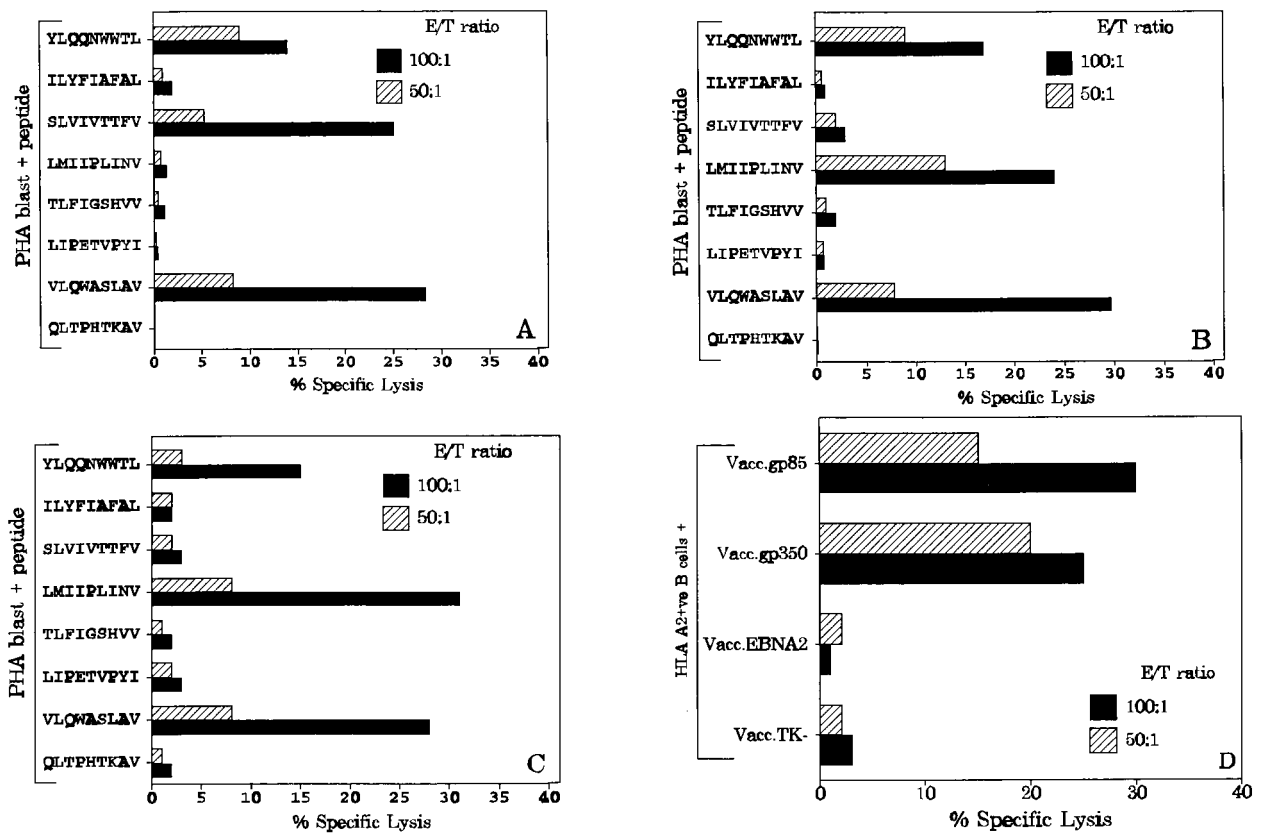 PHA blast + peptide
YLQQNWWTL
ILYFIAFAL
SLVIVTTFV
LMIIPLINV
TLFIGSHVV
LIPETVPYI
VLQWASLAV
QLTPHTKAV
E/T ratio
100:1
50:1
A
0 5 10 15 20 25 30 35 40
% Specific Lysis
PHA blast + peptide
YLQQNWWTL
ILYFIAFAL
SLVIVTTFV
LMIIPLINV
TLFIGSHVV
LIPETVPYI
VLQWASLAV
QLTPHTKAV
E/T ratio
100:1
50:1
B
0 5 10 15 20 25 30 35 40
% Specific Lysis
PHA blast + peptide
YLQQNWWTL
ILYFIAFAL
SLVIVTTFV
LMIIPLINV
TLFIGSHVV
LIPETVPYI
VLQWASLAV
QLTPHTKAV
E/T ratio
100:1
50:1
C
0 5 10 15 20 25 30 35 40
% Specific Lysis
HLA A2+ve B cells +
Vacc.gp85
Vacc.gp350
Vacc.EBNA2
Vacc.TK-
E/T ratio
100:1
50:1
D
0 10 20 30 40
% Specific Lysis